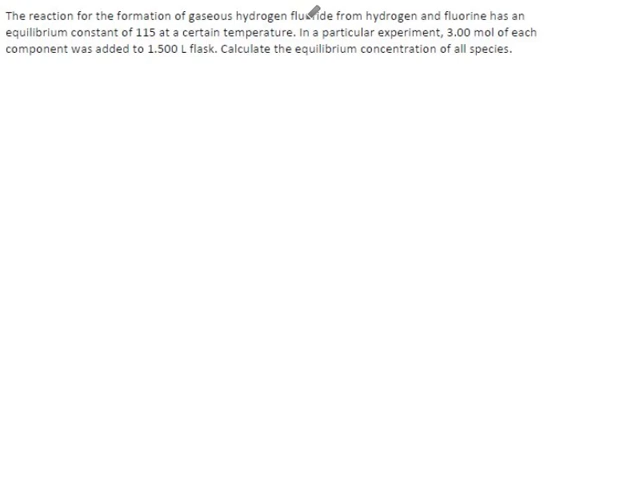 The reaction for the formation of gaseous hydrogen fluoride from hydrogen and fluorine has an
equilibrium constant of 115 at a certain temperature. In a particular experiment, 3.00 mol of each
component was added to 1.500 L flask. Calculate the equilibrium concentration of all species.